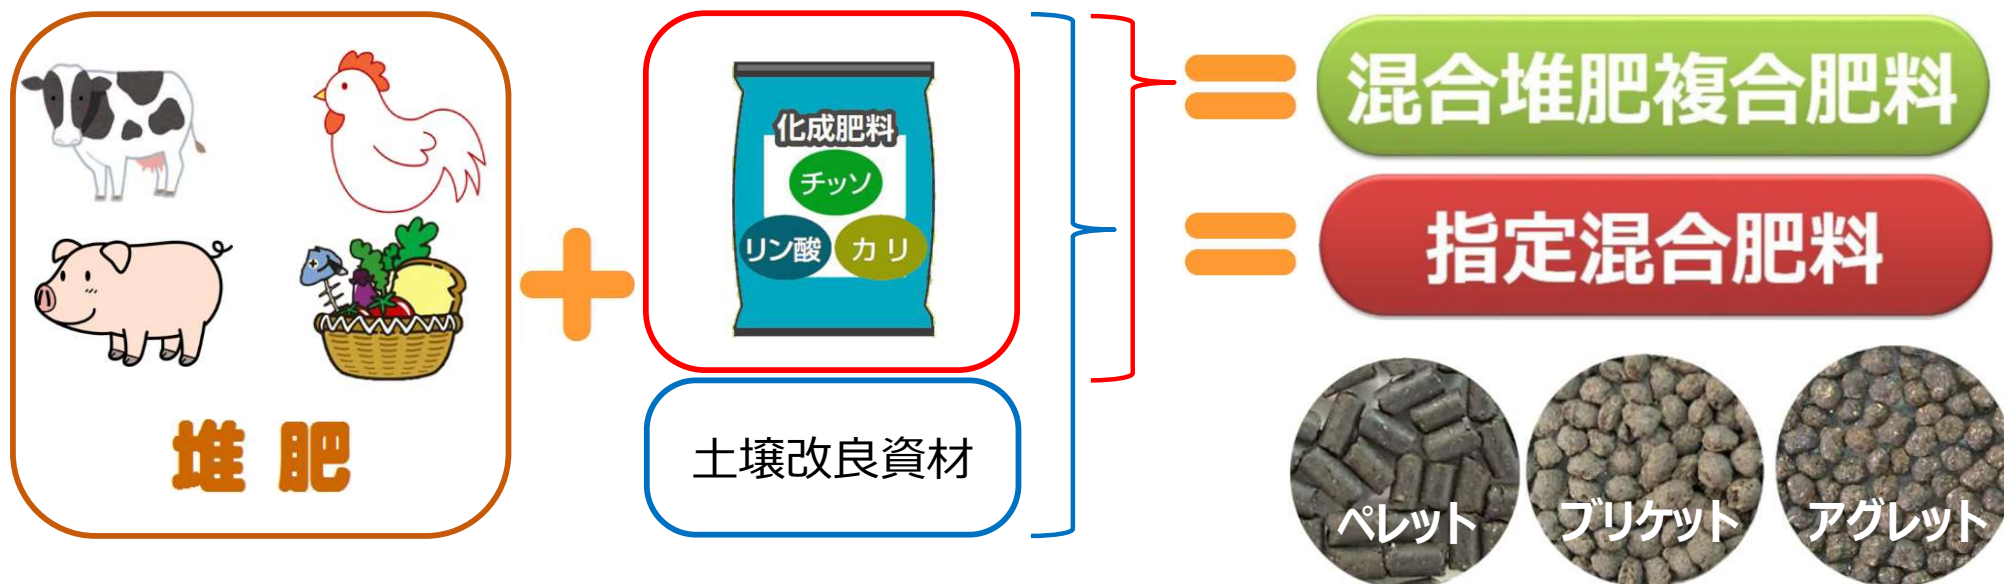 堆肥
化成肥料
チッソ
リン酸
カリ
土壌改良資材
混合堆肥複合肥料
指定混合肥料
ペレット
ブリケット
アグレット